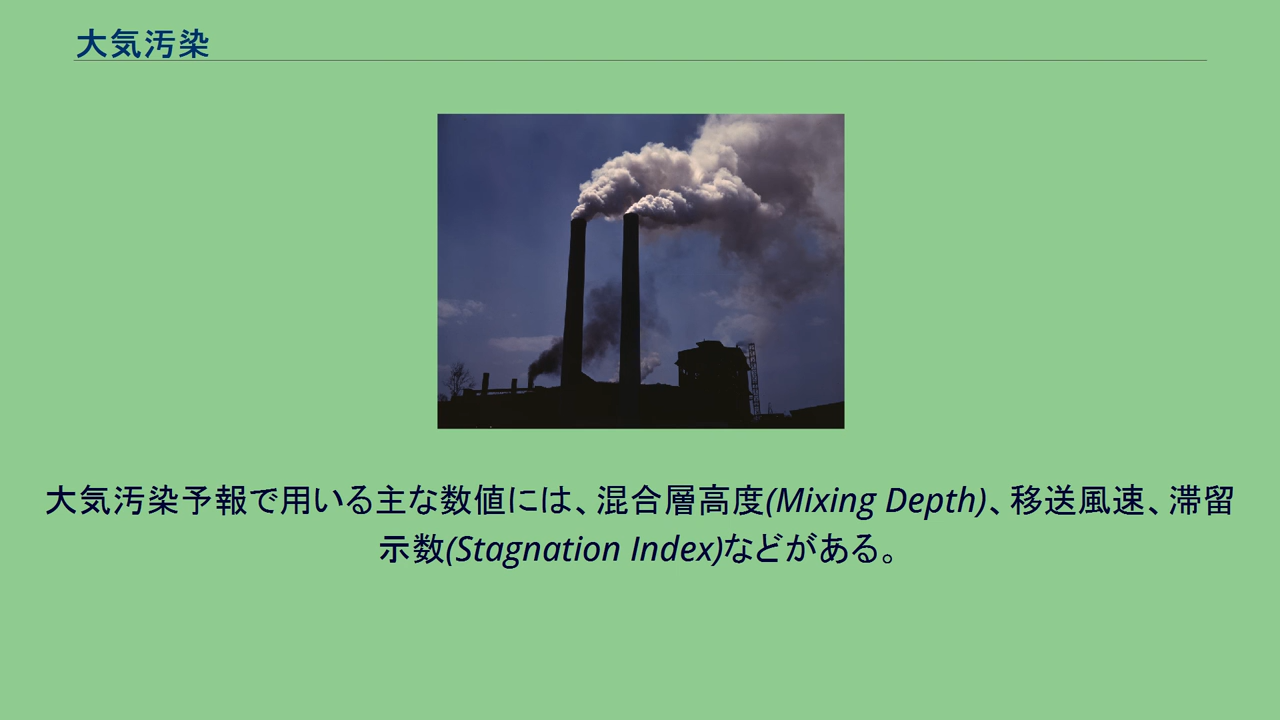 大気汚染
大気汚染予報で用いる主な数値には、混合層高度(Mixing Depth)、移送風速、滞留
示数(Stagnation Index)などがある。